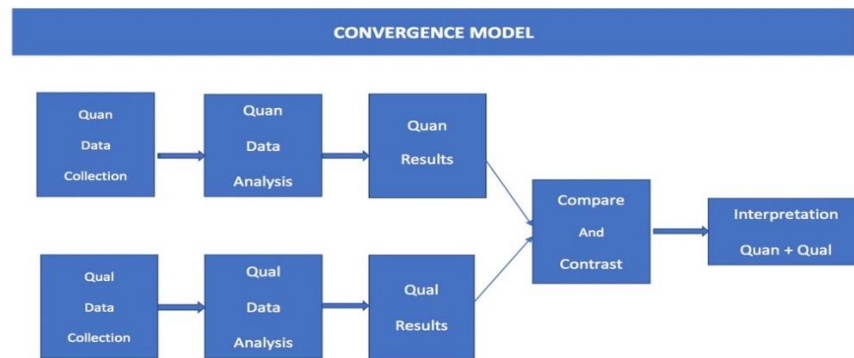 CONVERGENCE MODEL
Quan
Data
Collection
Quan
Data
Analysis
Quan
Results
Qual
Data
Collection
Qual
Data
Analysis
Qual
Results
Compare
And
Contrast
Interpretation
Quan + Qual